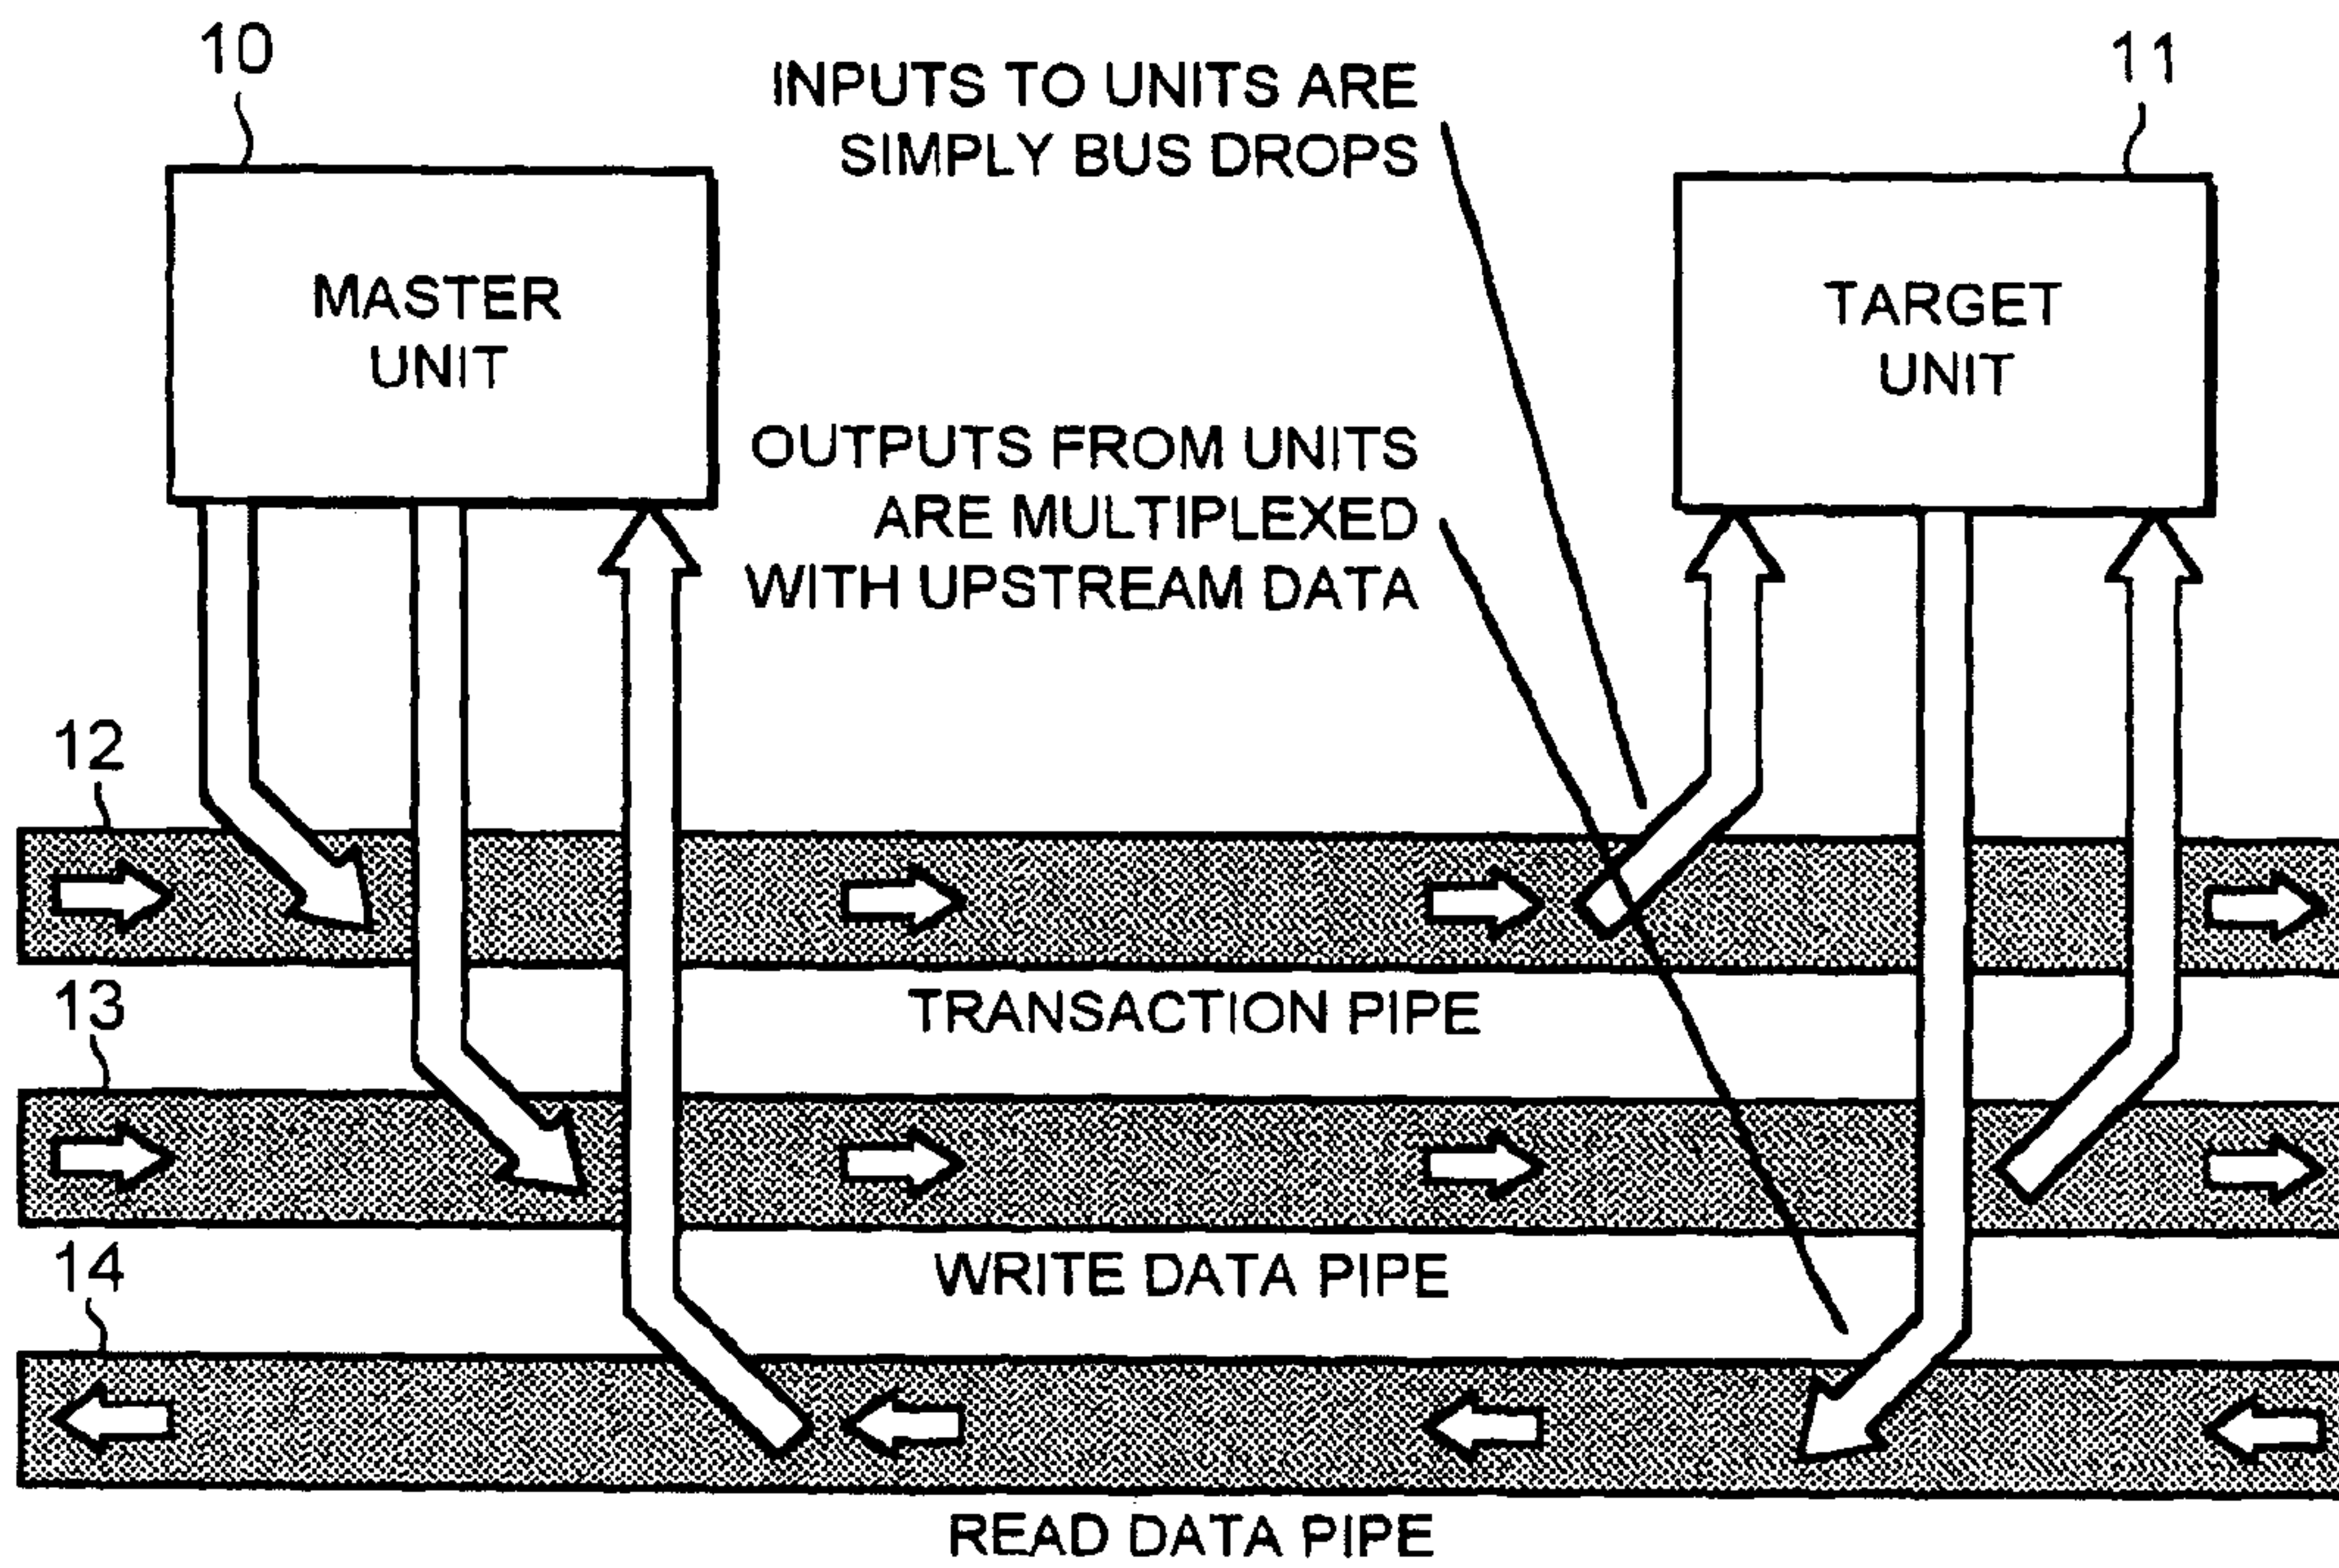 10
INPUTS TO UNITS ARE
SIMPLY BUS DROPS
11
MASTER
UNIT
TARGET
UNIT
OUTPUTS FROM UNITS
ARE MULTIPLEXED
WITH UPSTREAM DATA
12
TRANSACTION PIPE
13
WRITE DATA PIPE
14
READ DATA PIPE